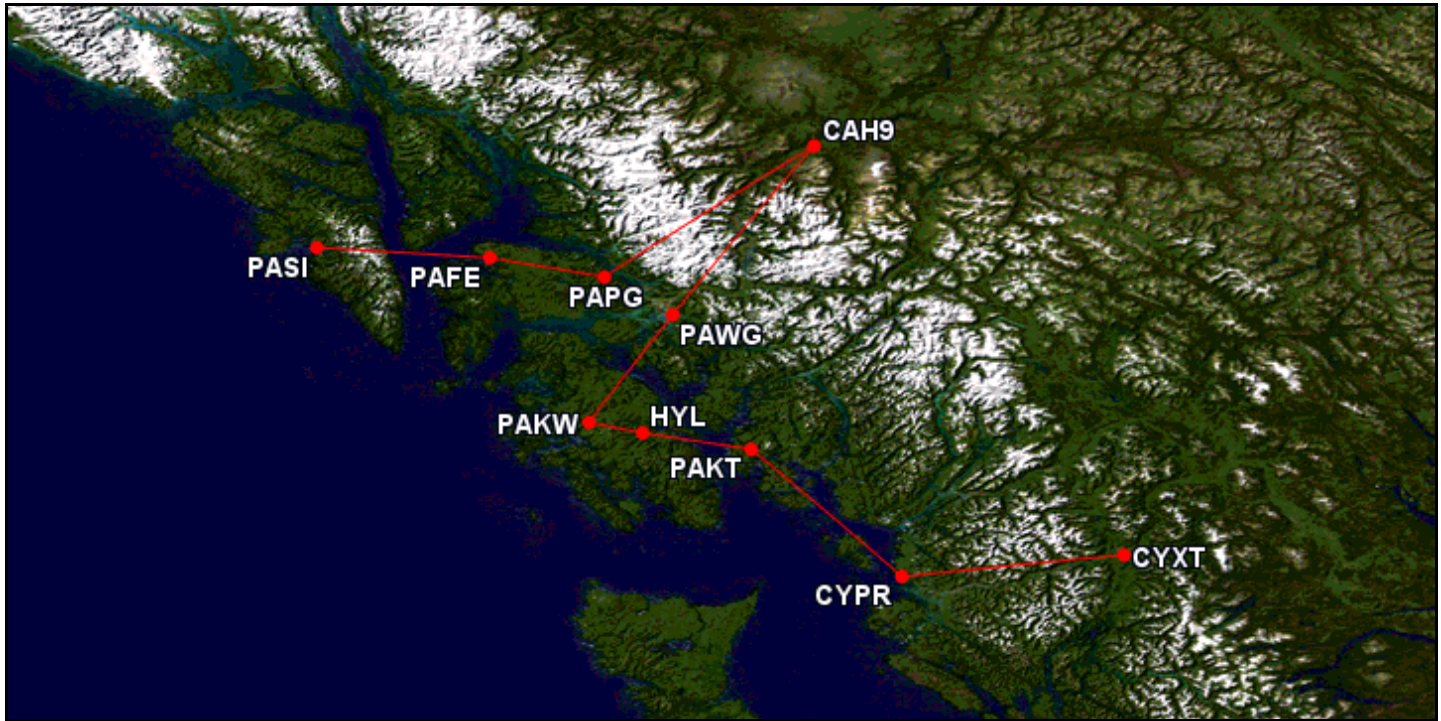 CAH9
PASI
PAFE
PAPG
PAWG
PAKW
HYL
PAKT
CYXT
CYPR